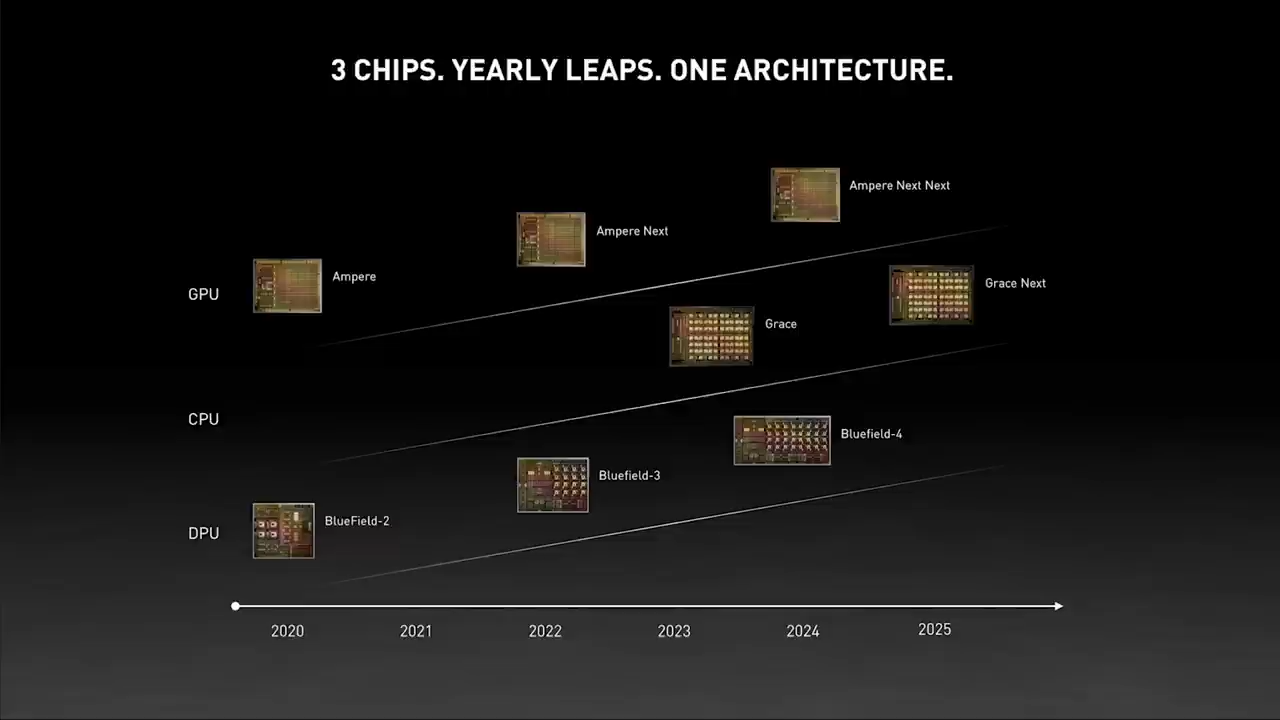 3 CHIPS. YEARLY LEAPS. ONE ARCHITECTURE.
Ampere Next Next
Ampere Next
Ampere
GPU
Grace Next
Grace
CPU
Bluefield-4
Bluefield-3
BlueField-2
DPU
2020 2021 2022 2023 2024 2025